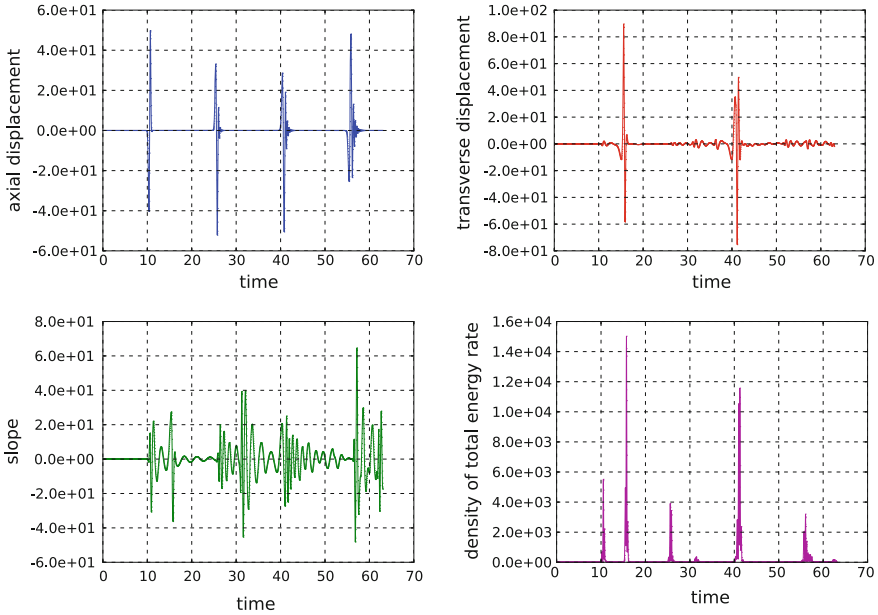 6.0e+01
4.0e+01
2.0e+01
0.0e+00
-2.0e+01
-4.0e+01
6.0e+01
axial displacement
0 10 20 30 40 50 60 70
time
1.0e+02
8.0e+01
6.0e+01
4.0e+01
2.0e+01
0.0e+00
-2.0e+01
-4.0e+01
-6.0e+01
-8.0e+01
transverse displacement
0 10 20 30 40 50 60 70
time
8.0e+01
6.0e+01
4.0e+01
2.0e+01
0.0e+00
-2.0e+01
-4.0e+01
-6.0e+01
slope
0 10 20 30 40 50 60 70
time
1.6e+04
1.4e+04
1.2e+04
1.0e+04
8.0e+03
6.0e+03
4.0e+03
2.0e+03
0.0e+00
density of total energy rate
0 10 20 30 40 50 60 70
time